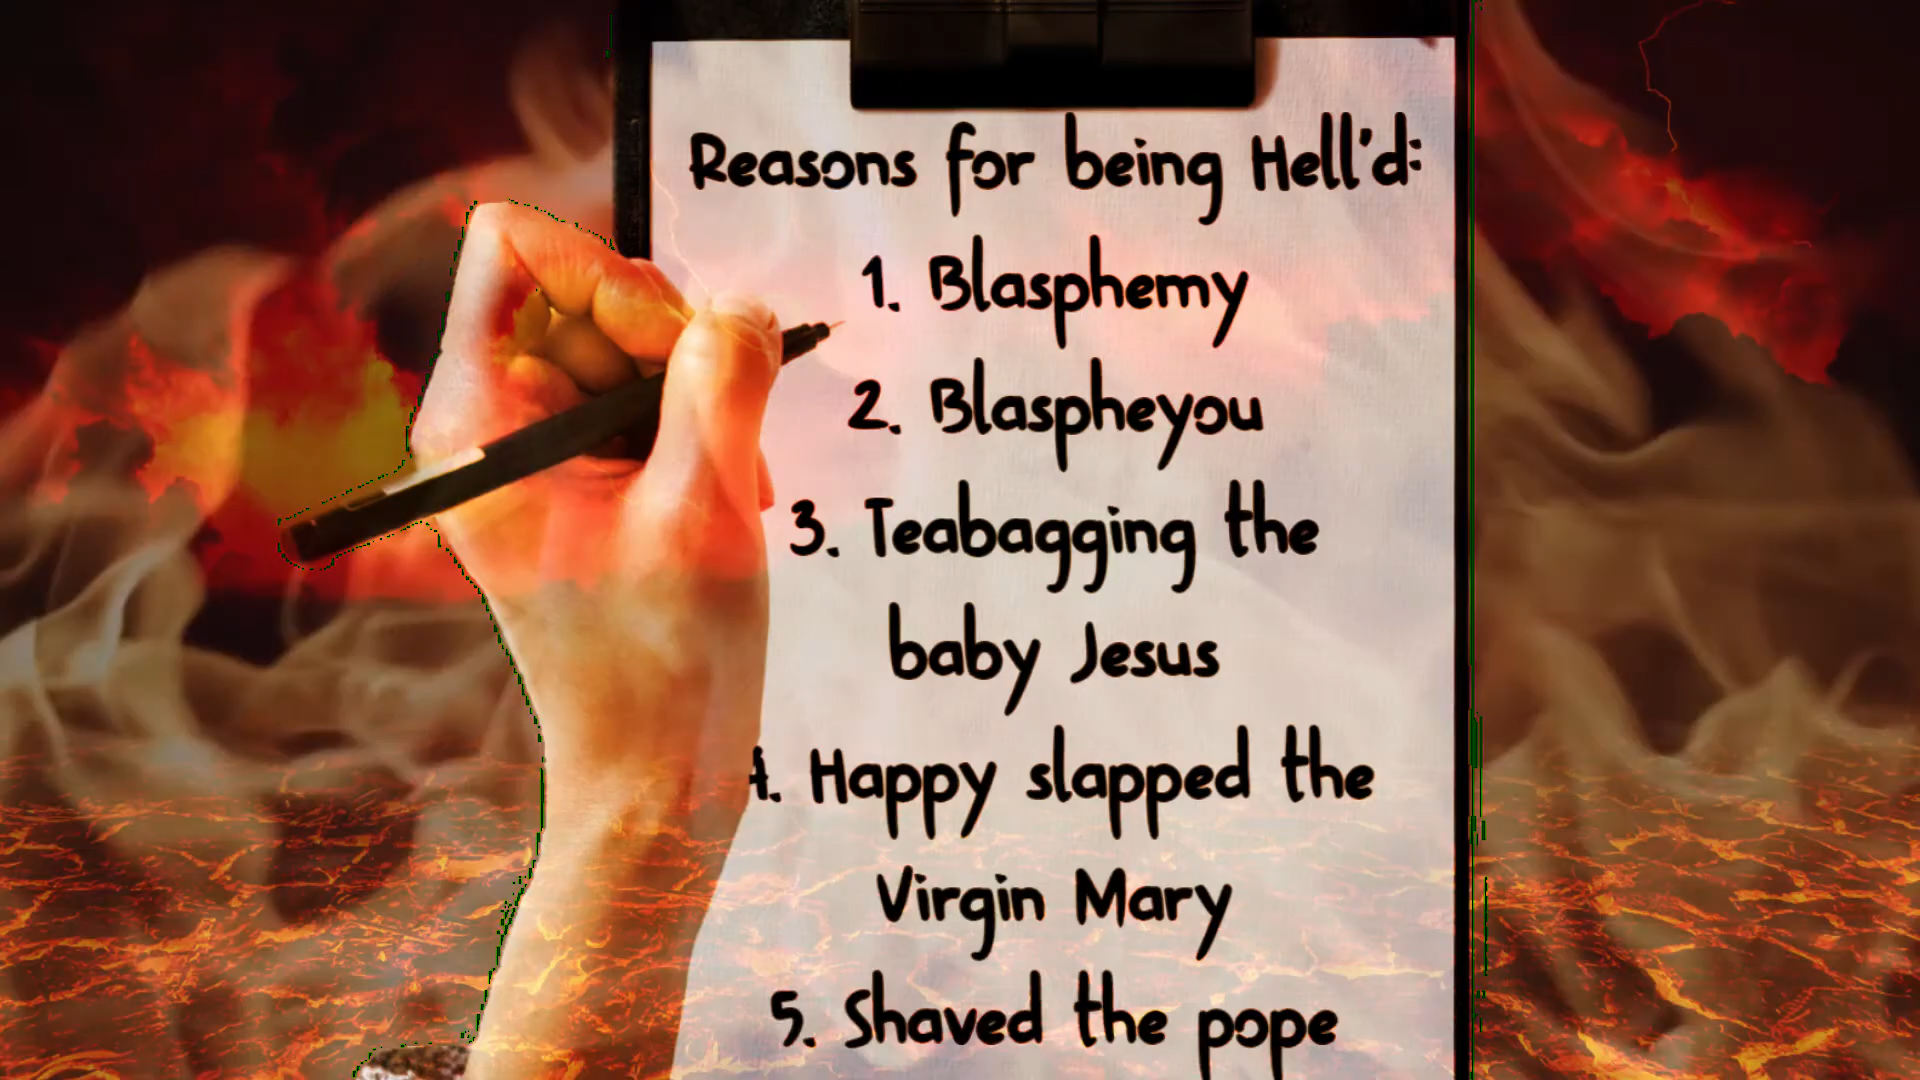 Reasons for being Hell'd:
1. Blasphemy
2. Blaspheyou
3. Teabagging the
baby Jesus
4. Happy slapped the
Virgin Mary
5. Shaved the pope